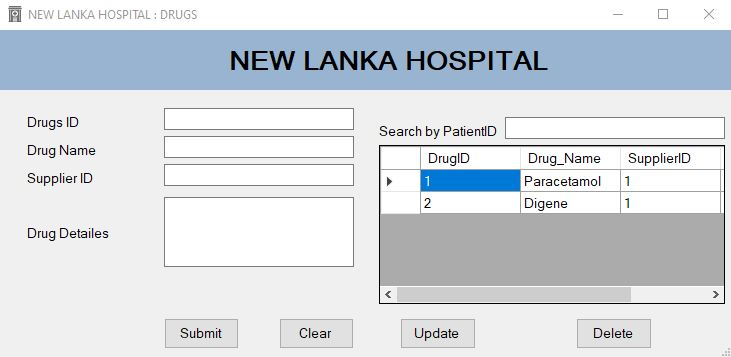 NEW LANKA HOSPITAL : DRUGS
NEW LANKA HOSPITAL
Drugs ID
Drug Name
Supplier ID
Drug Detailes
Search by PatientID
DrugID Drug_Name SupplierID
1 Paracetamol 1
2 Digene 1
Submit Clear Update Delete